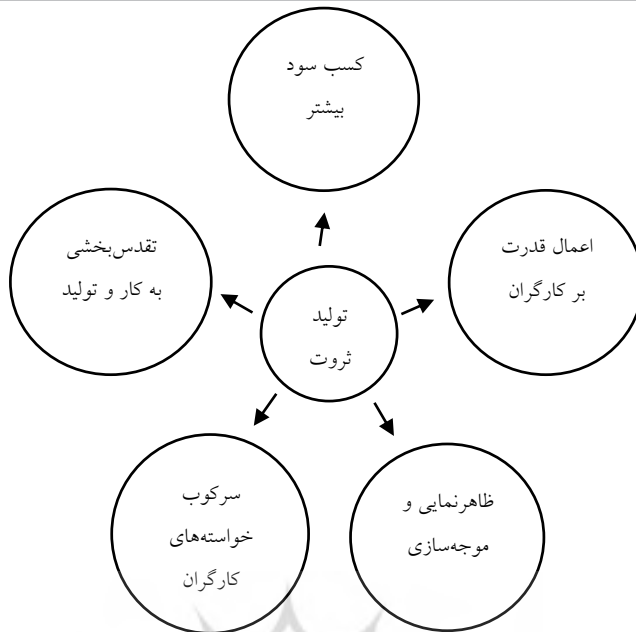 کسب سود
بیشتر
اعمال قدرت
بر کارگران
تقدس‌بخشی
به کار و تولید
تولید
ثروت
ظاهرنمایی و
موجه‌سازی
سرکوب
خواسته‌های
کارگران